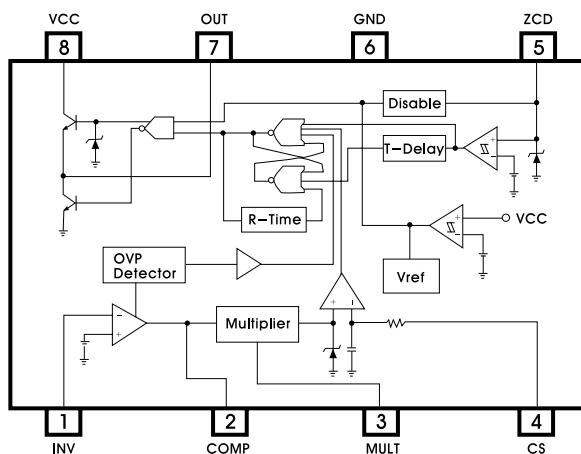 VCC OUT GND ZCD
8 7 6 5
Disable
T-Delay
R-Time
VCC
OVP
Detector
Vref
Multiplier
1 2 3 4
INV COMP MULT CS